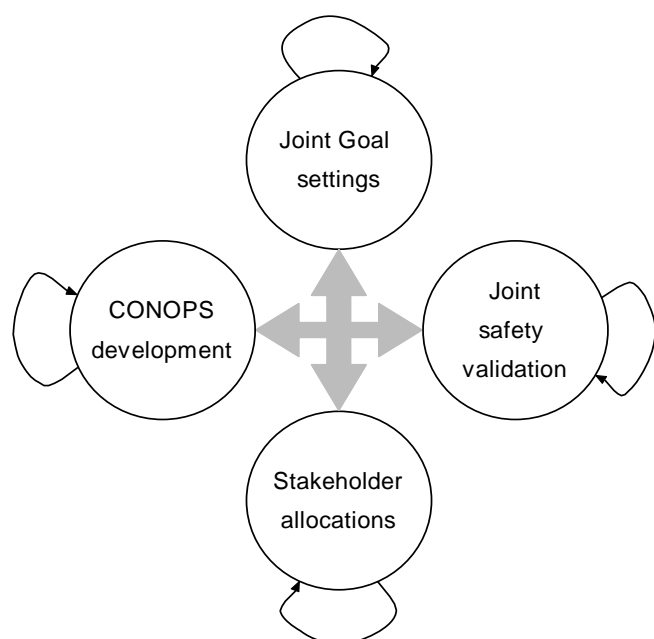 Joint Goal
settings
CONOPS
development
Joint
safety
validation
Stakeholder
allocations